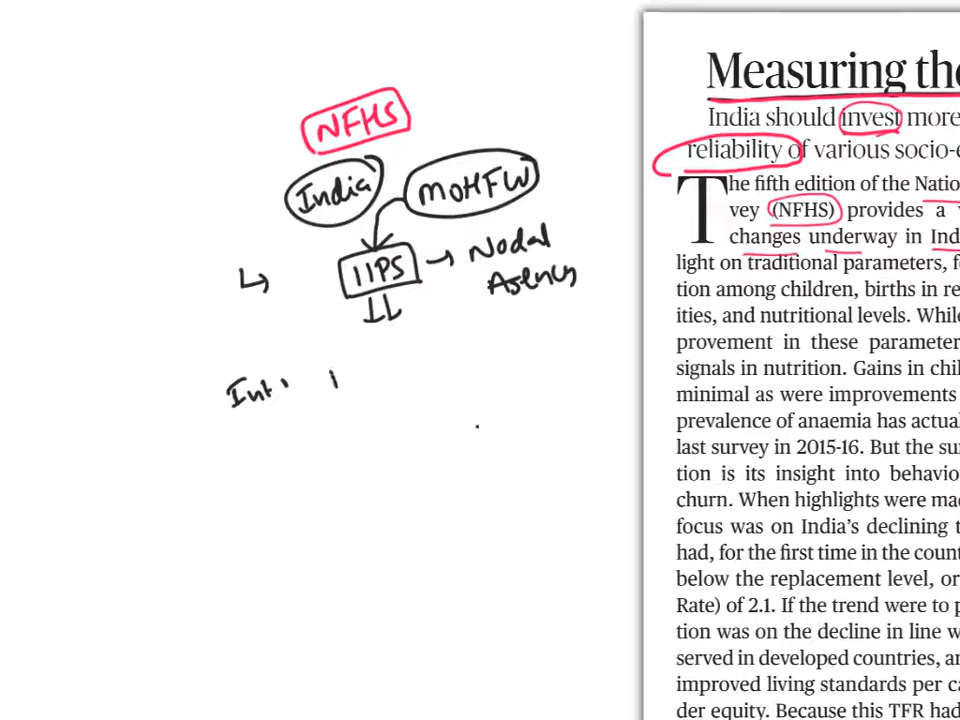 NFHS
India MOHFW
IIPS → Nodal
Agency
Int.
Measuring the
India should invest more
reliability of various socio-e
The fifth edition of the Natio
vey (NFHS) provides a v
changes underway in Ind
light on traditional parameters, f
tion among children, births in re
ities, and nutritional levels. While
provement in these parameter
signals in nutrition. Gains in chil
minimal as were improvements
prevalence of anaemia has actual
last survey in 2015-16. But the su
tion is its insight into behavio
churn. When highlights were mad
focus was on India's declining t
had, for the first time in the count
below the replacement level, or
Rate) of 2.1. If the trend were to p
tion was on the decline in line w
served in developed countries, an
improved living standards per ca
der equity. Because this TFR had